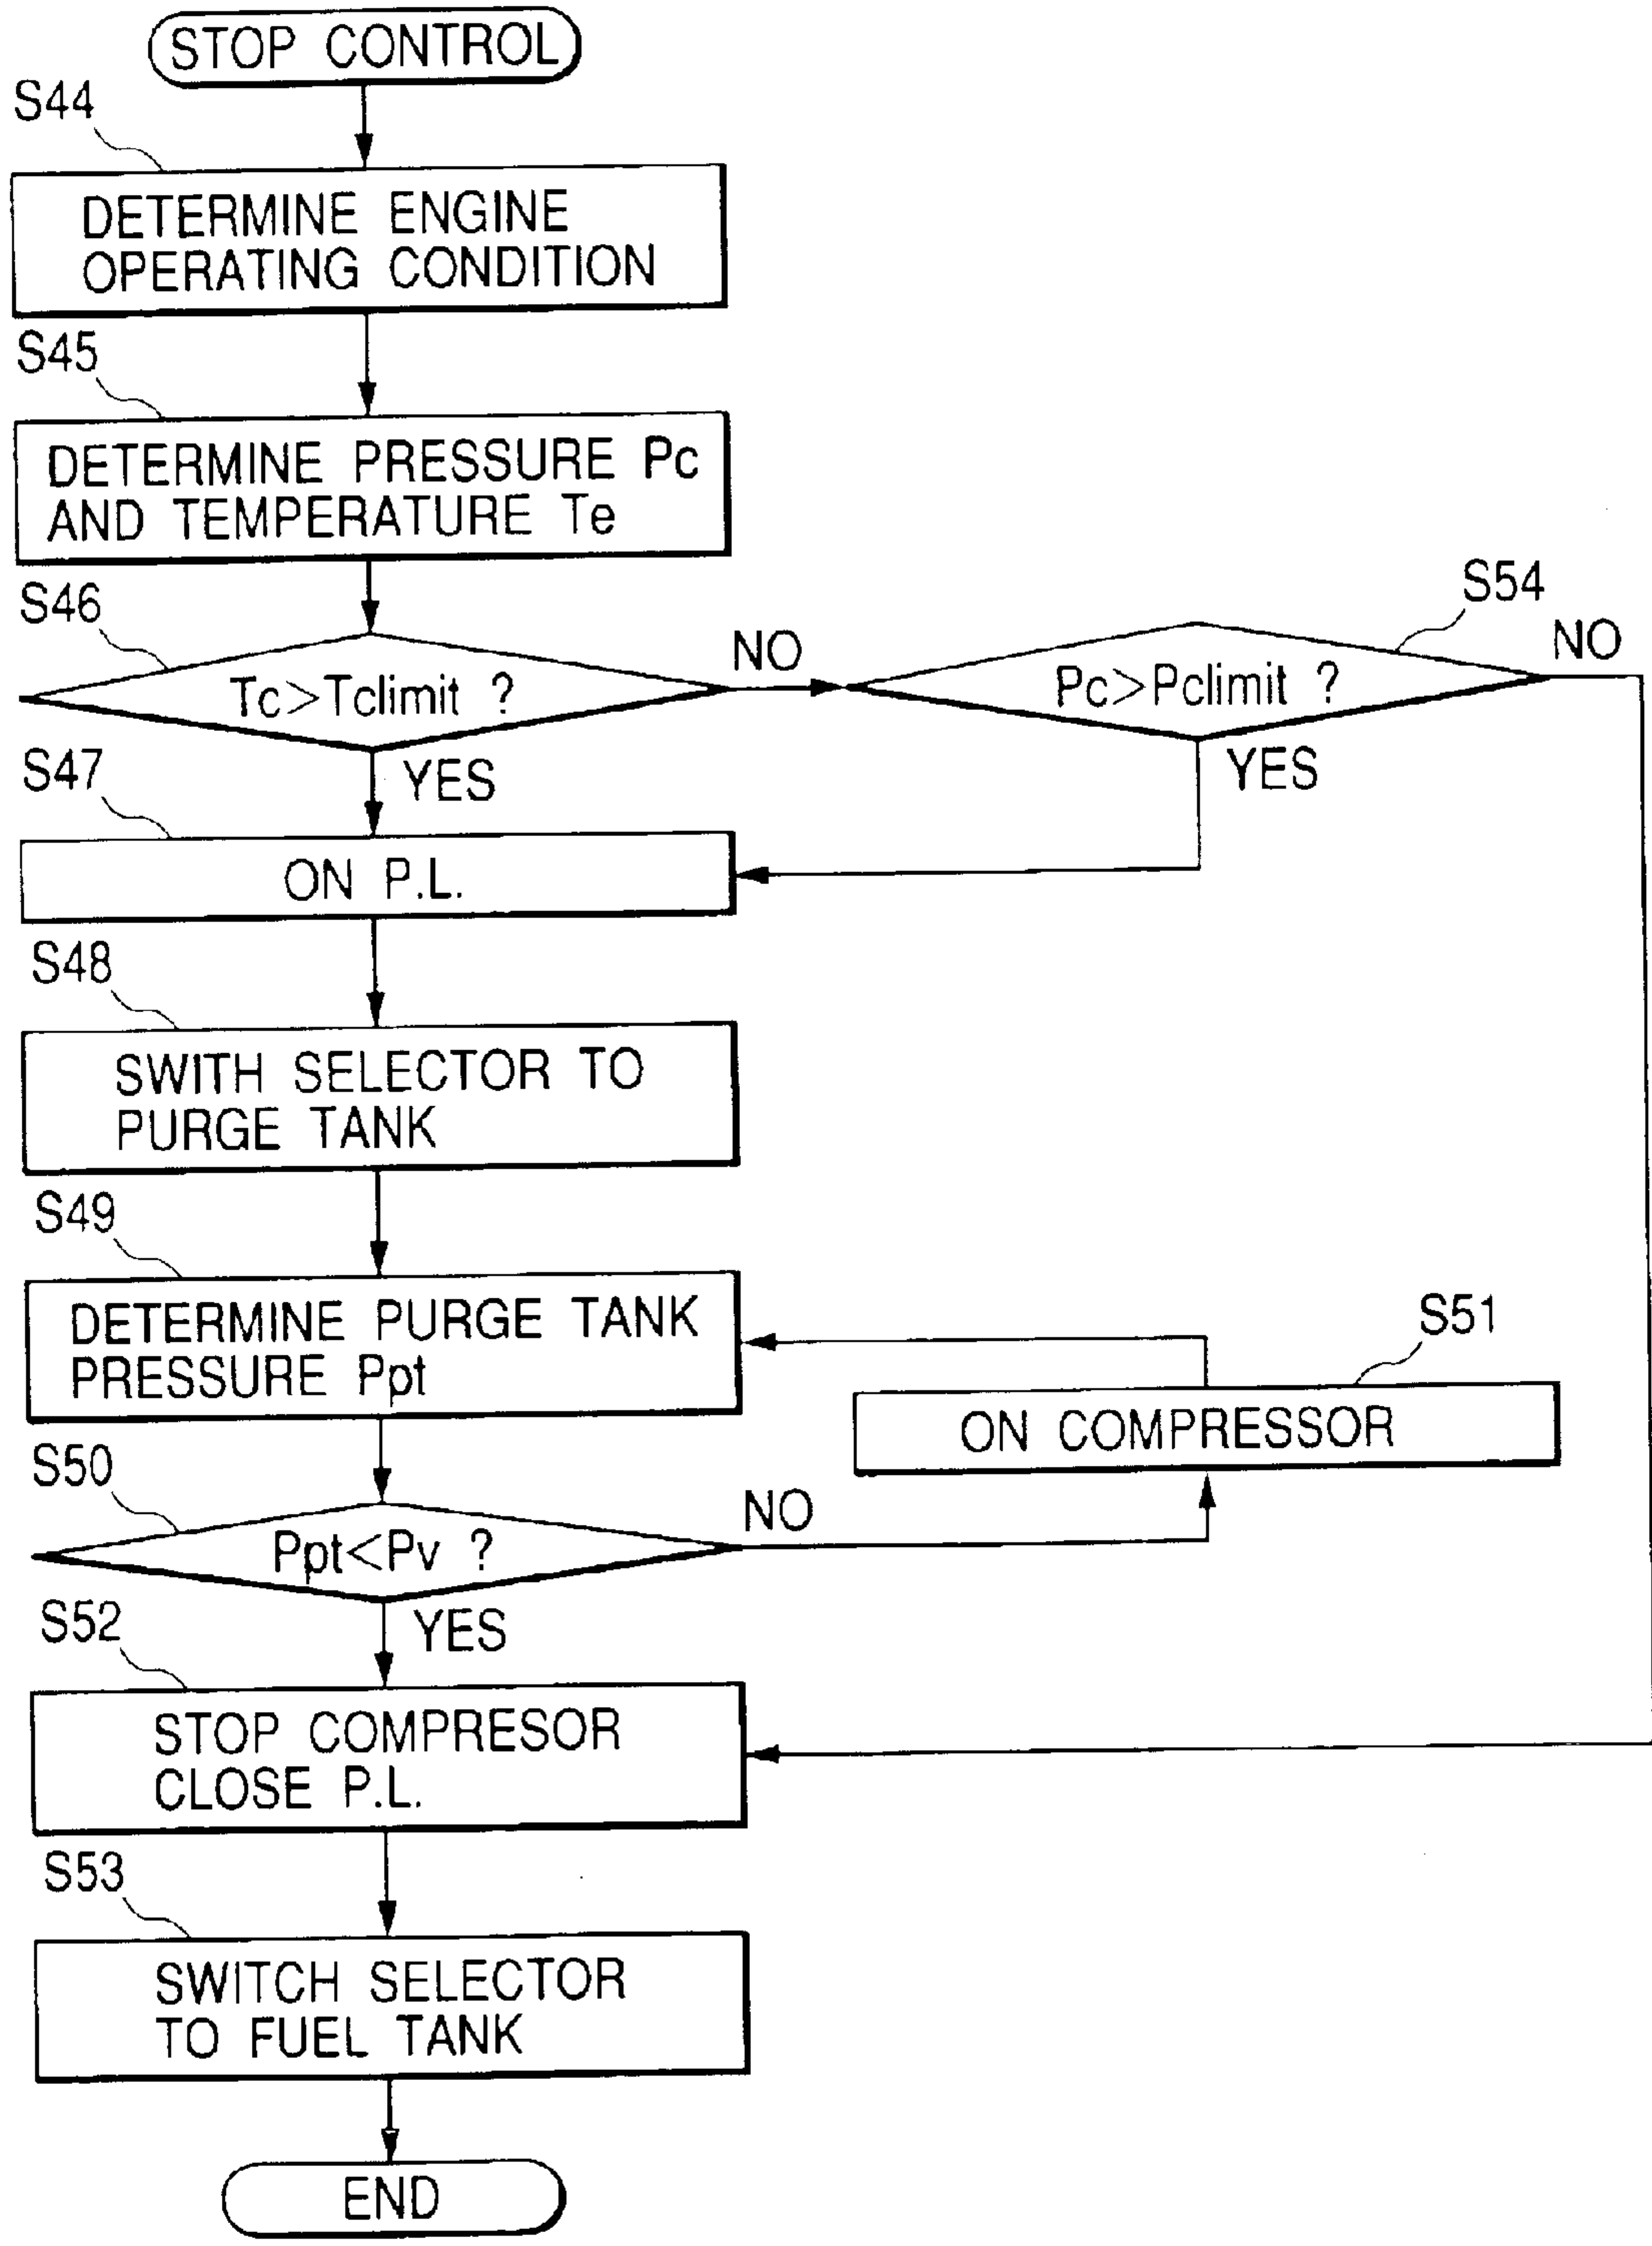 STOP CONTROL
S44
DETERMINE ENGINE
OPERATING CONDITION
S45
DETERMINE PRESSURE Pc
AND TEMPERATURE Te
S46
Tc>Tclimit ?
NO
YES
S54
Pc>Pclimit ?
NO
YES
S47
ON P.L.
S48
SWITH SELECTOR TO
PURGE TANK
S49
DETERMINE PURGE TANK
PRESSURE Ppt
S51
ON COMPRESSOR
S50
Ppt<Pv ?
NO
YES
S52
STOP COMPRESOR
CLOSE P.L.
S53
SWITCH SELECTOR
TO FUEL TANK
END